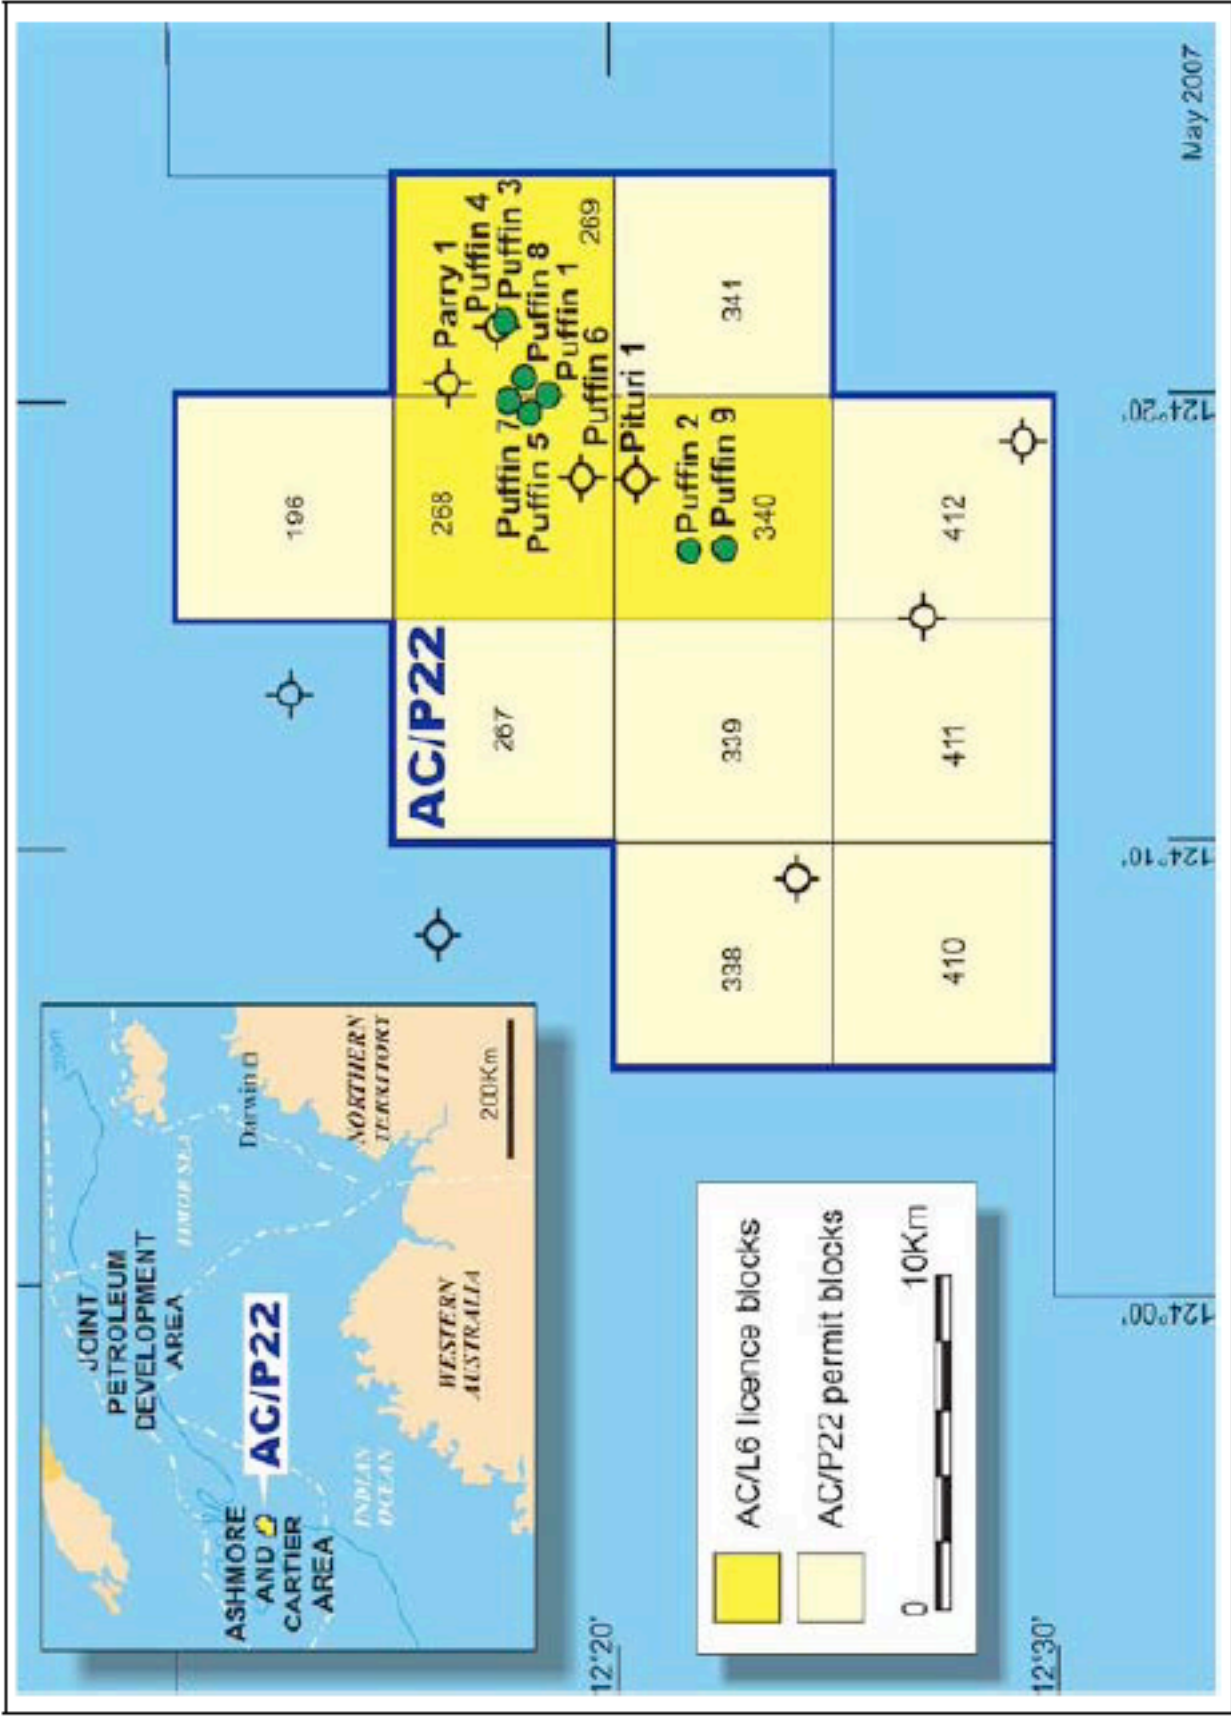 JOINT
PETROLEUM
DEVELOPMENT
AREA
TIMOR SEA
Darwin
ASHMORE
AND
CARTIER
AREA
AC/P22
NORTHERN
TERRITORY
INDIAN
OCEAN
WESTERN
AUSTRALIA
200Km
196
AC/P22
267
268
Parry 1
Puffin 4
Puffin 3
Puffin 8
Puffin 1
Puffin 7
Puffin 5
Puffin 6
269
12°20'
Pituri 1
338
339
Puffin 2
Puffin 9
340
341
410
411
412
12°30'
124°00'
124°10'
124°20'
AC/L6 licence blocks
AC/P22 permit blocks
0
10Km
May 2007